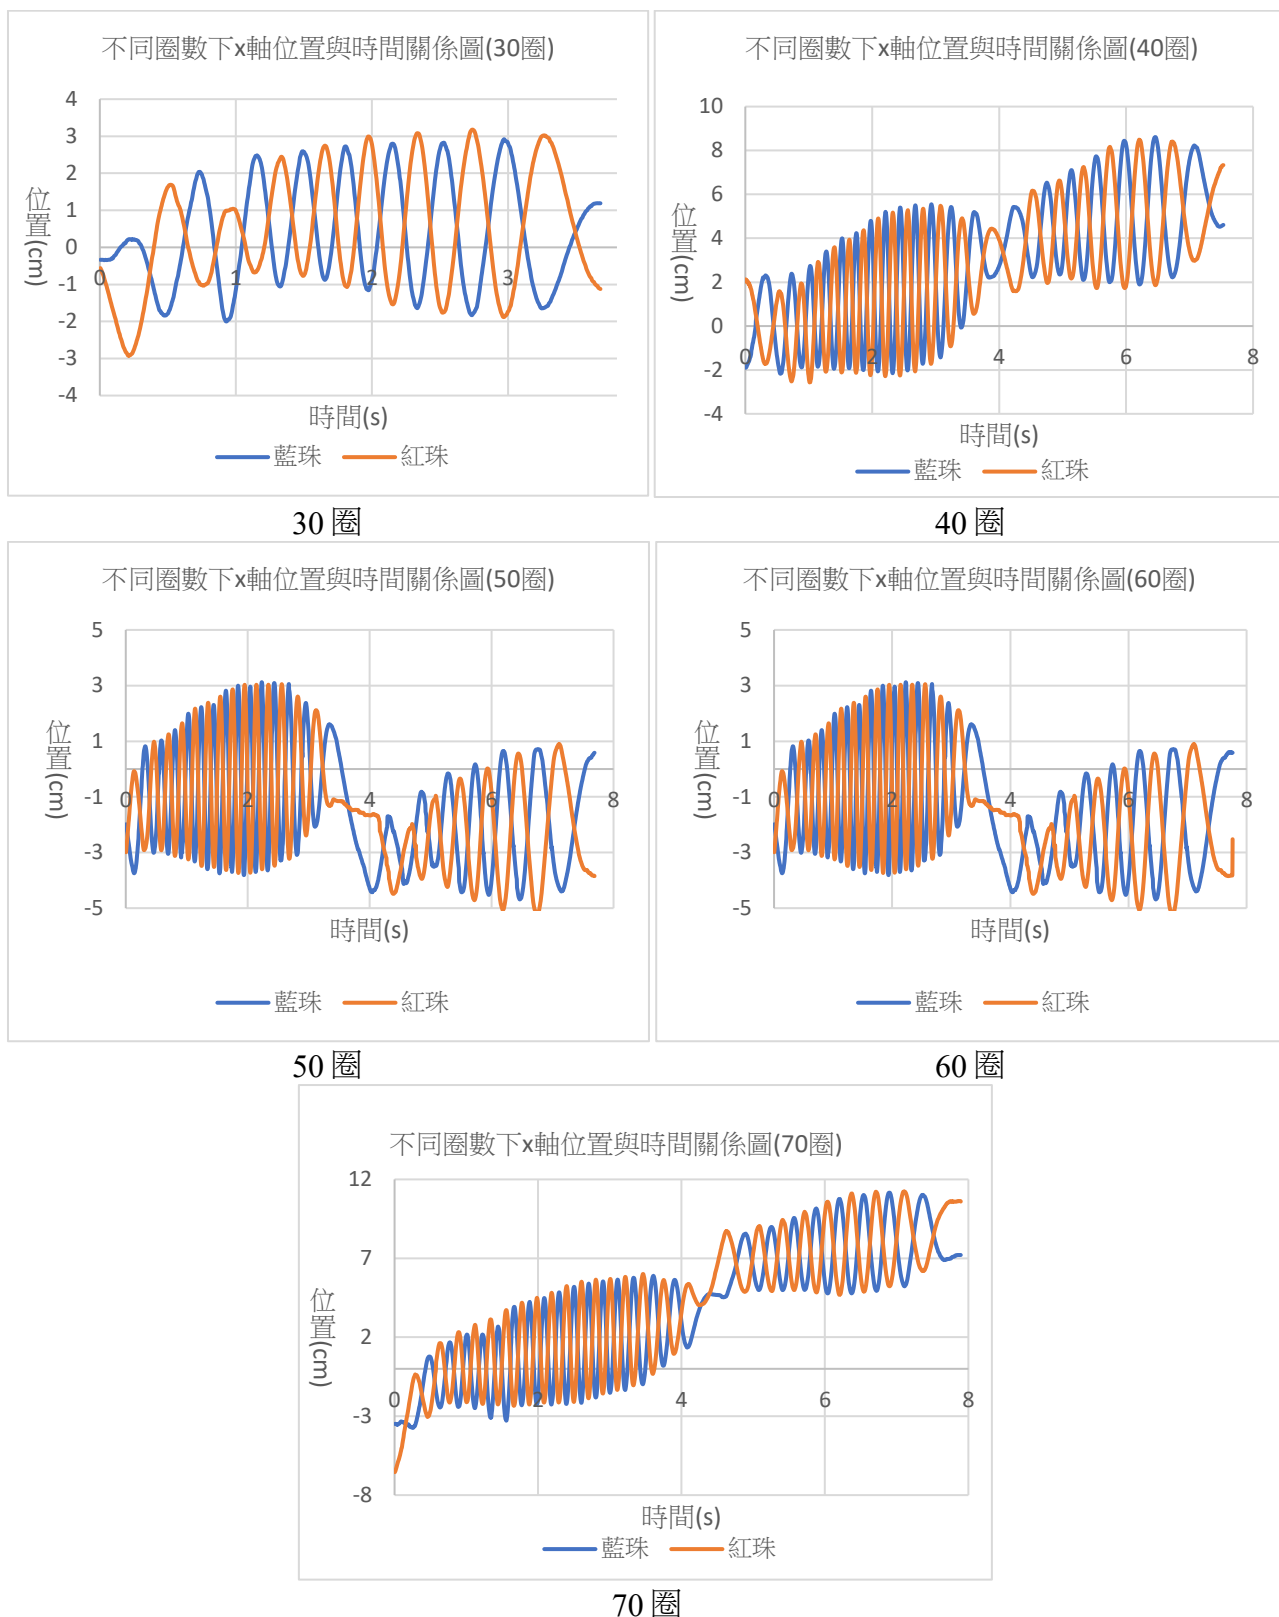 不同圈數下x軸位置與時間關係圖(30圈)
4
3
2
1
0
-1
-2
-3
-4
0
1
2
3
位置(cm)
時間(s)
藍珠 紅珠
30 圈
不同圈數下x軸位置與時間關係圖(40圈)
10
8
6
4
2
0
-2
-4
0 2 4 6 8
位置(cm)
時間(s)
藍珠 紅珠
40 圈
不同圈數下x軸位置與時間關係圖(50圈)
5
3
1
-1
-3
-5
0 2 4 6 8
位置(cm)
時間(s)
藍珠 紅珠
50 圈
不同圈數下x軸位置與時間關係圖(60圈)
5
3
1
-1
-3
-5
0 2 4 6 8
位置(cm)
時間(s)
藍珠 紅珠
60 圈
不同圈數下x軸位置與時間關係圖(70圈)
12
7
2
-3
-8
0 2 4 6 8
位置(cm)
時間(s)
藍珠 紅珠
70 圈